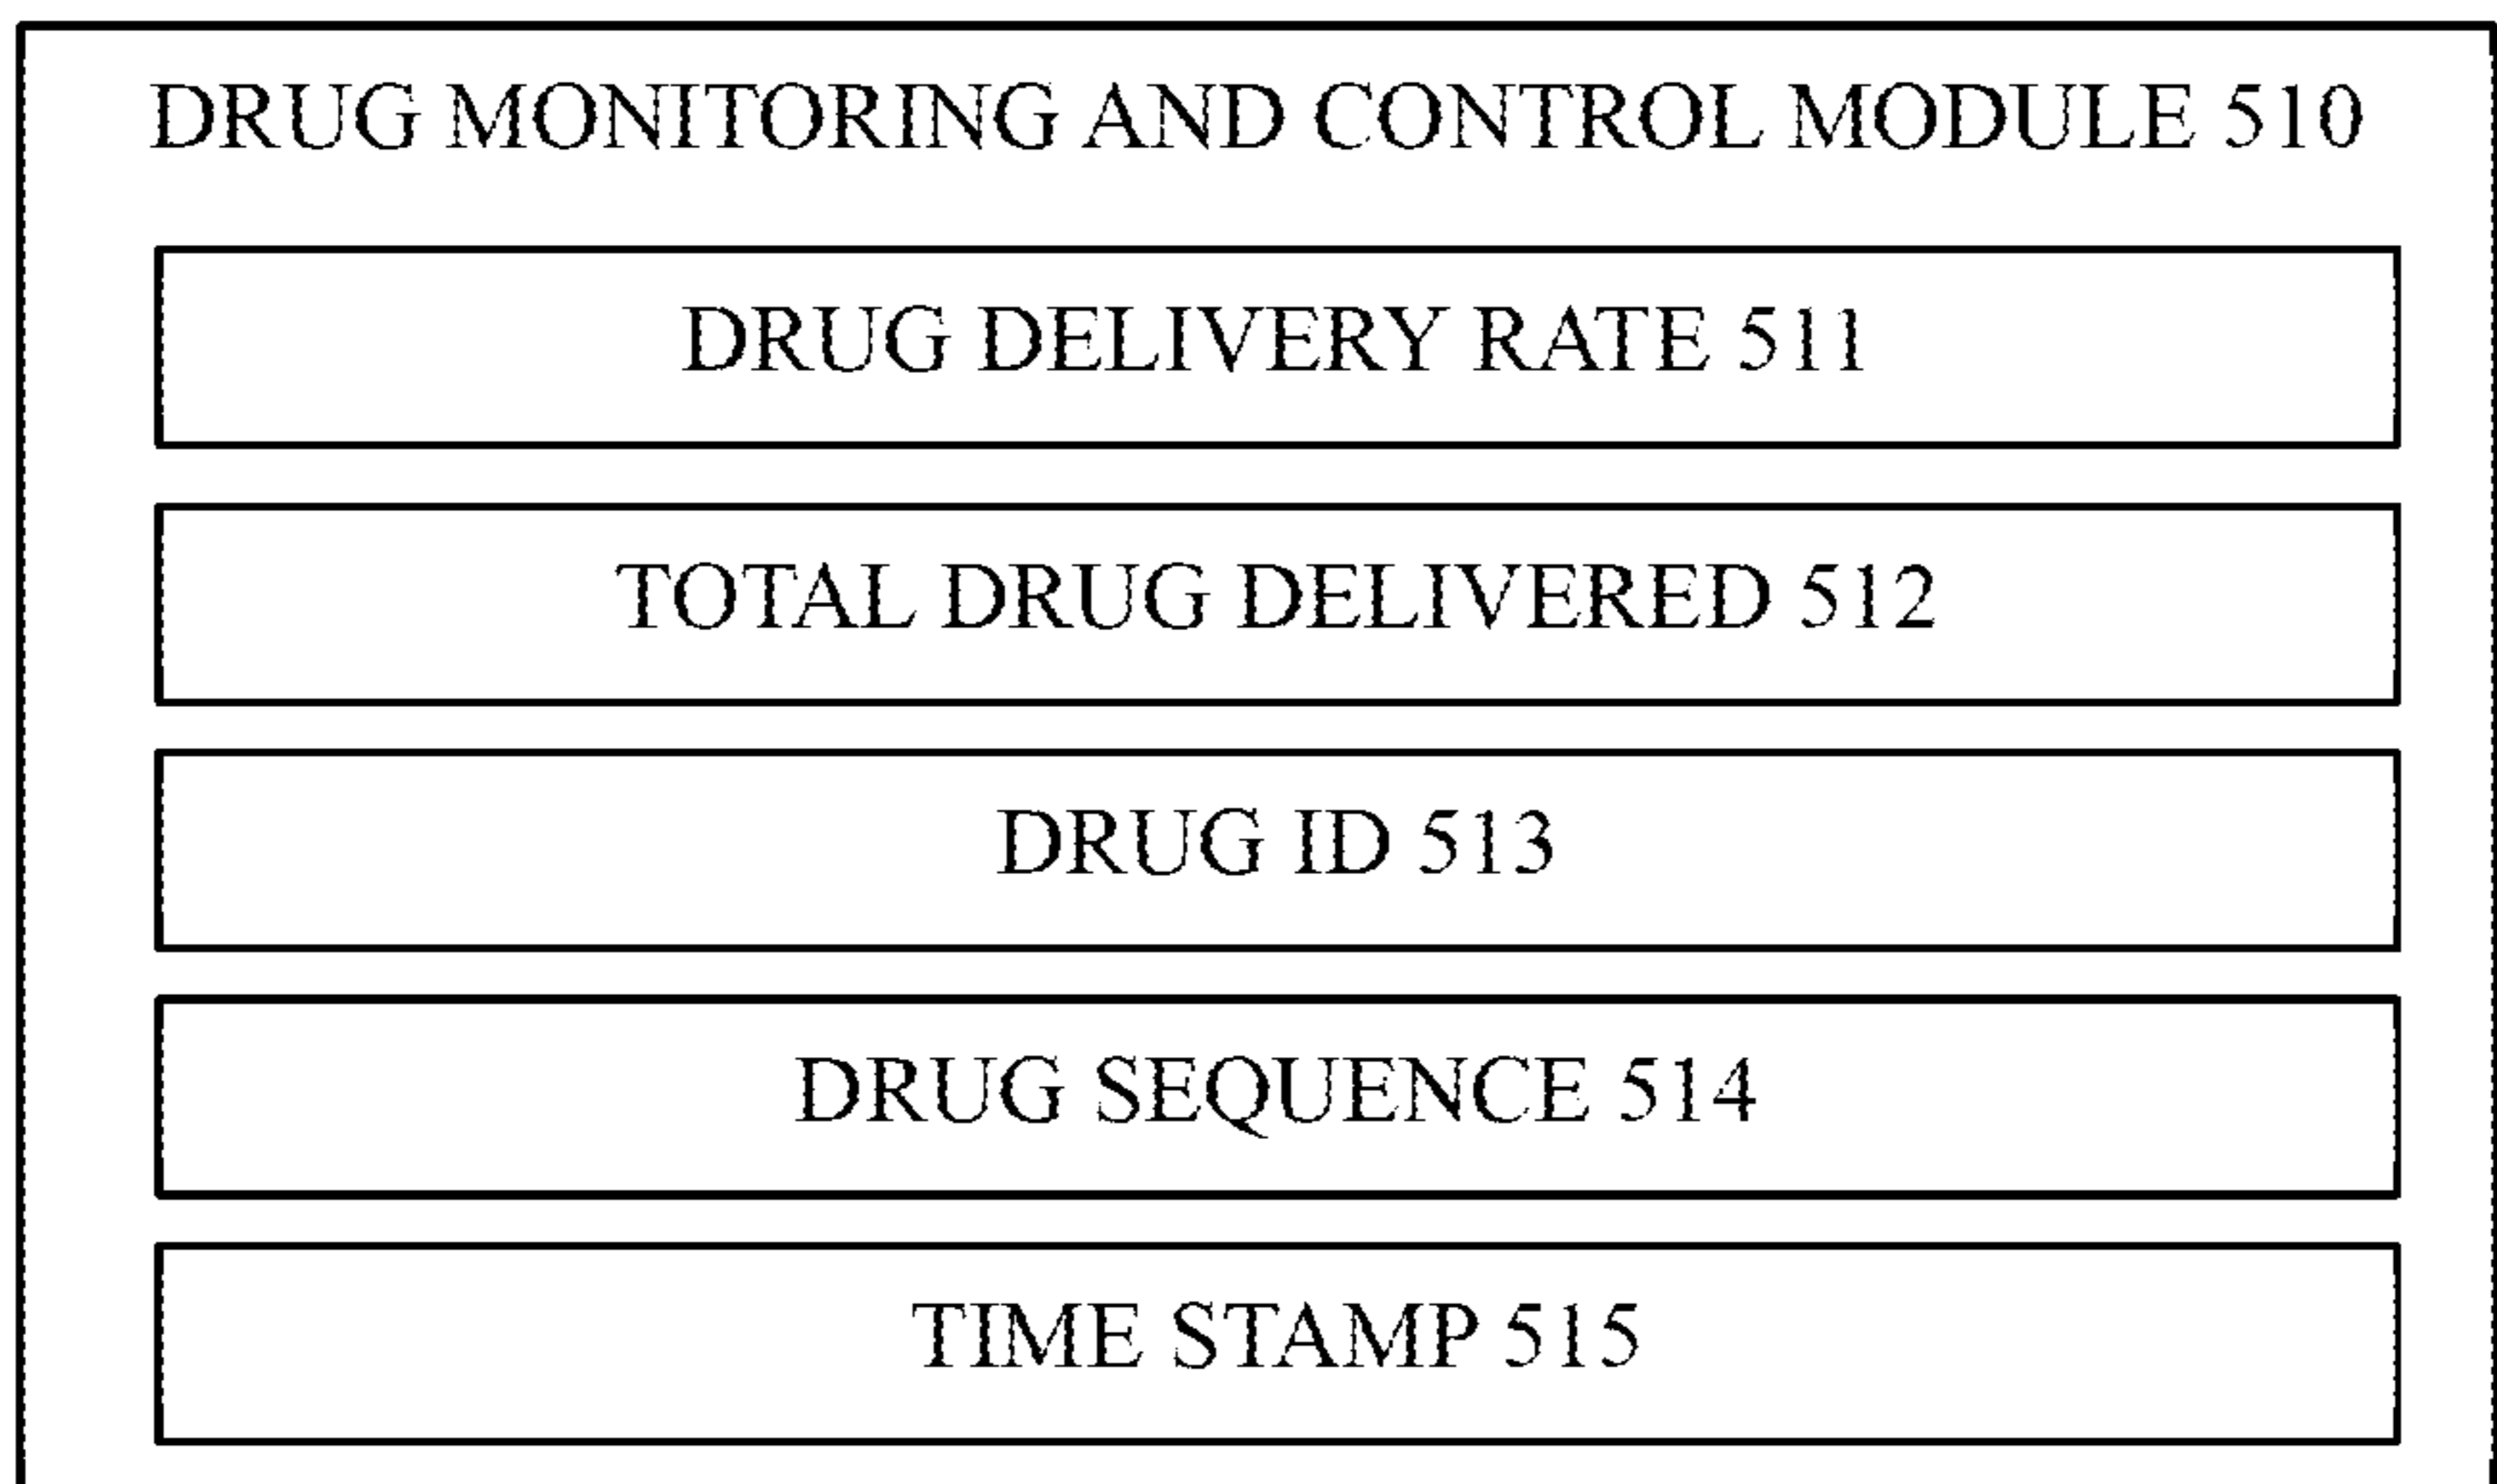 DRUG MONITORING AND CONTROL MODULE 510
DRUG DELIVERY RATE 511
TOTAL DRUG DELIVERED 512
DRUG ID 513
DRUG SEQUENCE 514
TIME STAMP 515